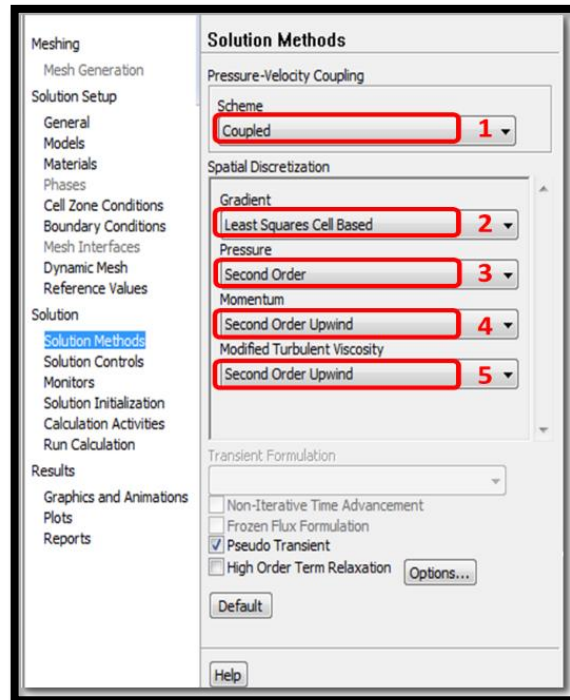 Meshing
Mesh Generation
Solution Setup
General
Models
Materials
Phases
Cell Zone Conditions
Boundary Conditions
Mesh Interfaces
Dynamic Mesh
Reference Values
Solution
Solution Methods
Solution Controls
Monitors
Solution Initialization
Calculation Activities
Run Calculation
Results
Graphics and Animations
Plots
Reports
Solution Methods
Pressure-Velocity Coupling
Scheme
Coupled 1
Spatial Discretization
Gradient
Least Squares Cell Based 2
Pressure
Second Order 3
Momentum
Second Order Upwind 4
Modified Turbulent Viscosity
Second Order Upwind 5
Transient Formulation
Non-Iterative Time Advancement
Frozen Flux Formulation
Pseudo Transient
High Order Term Relaxation Options...
Default
Help